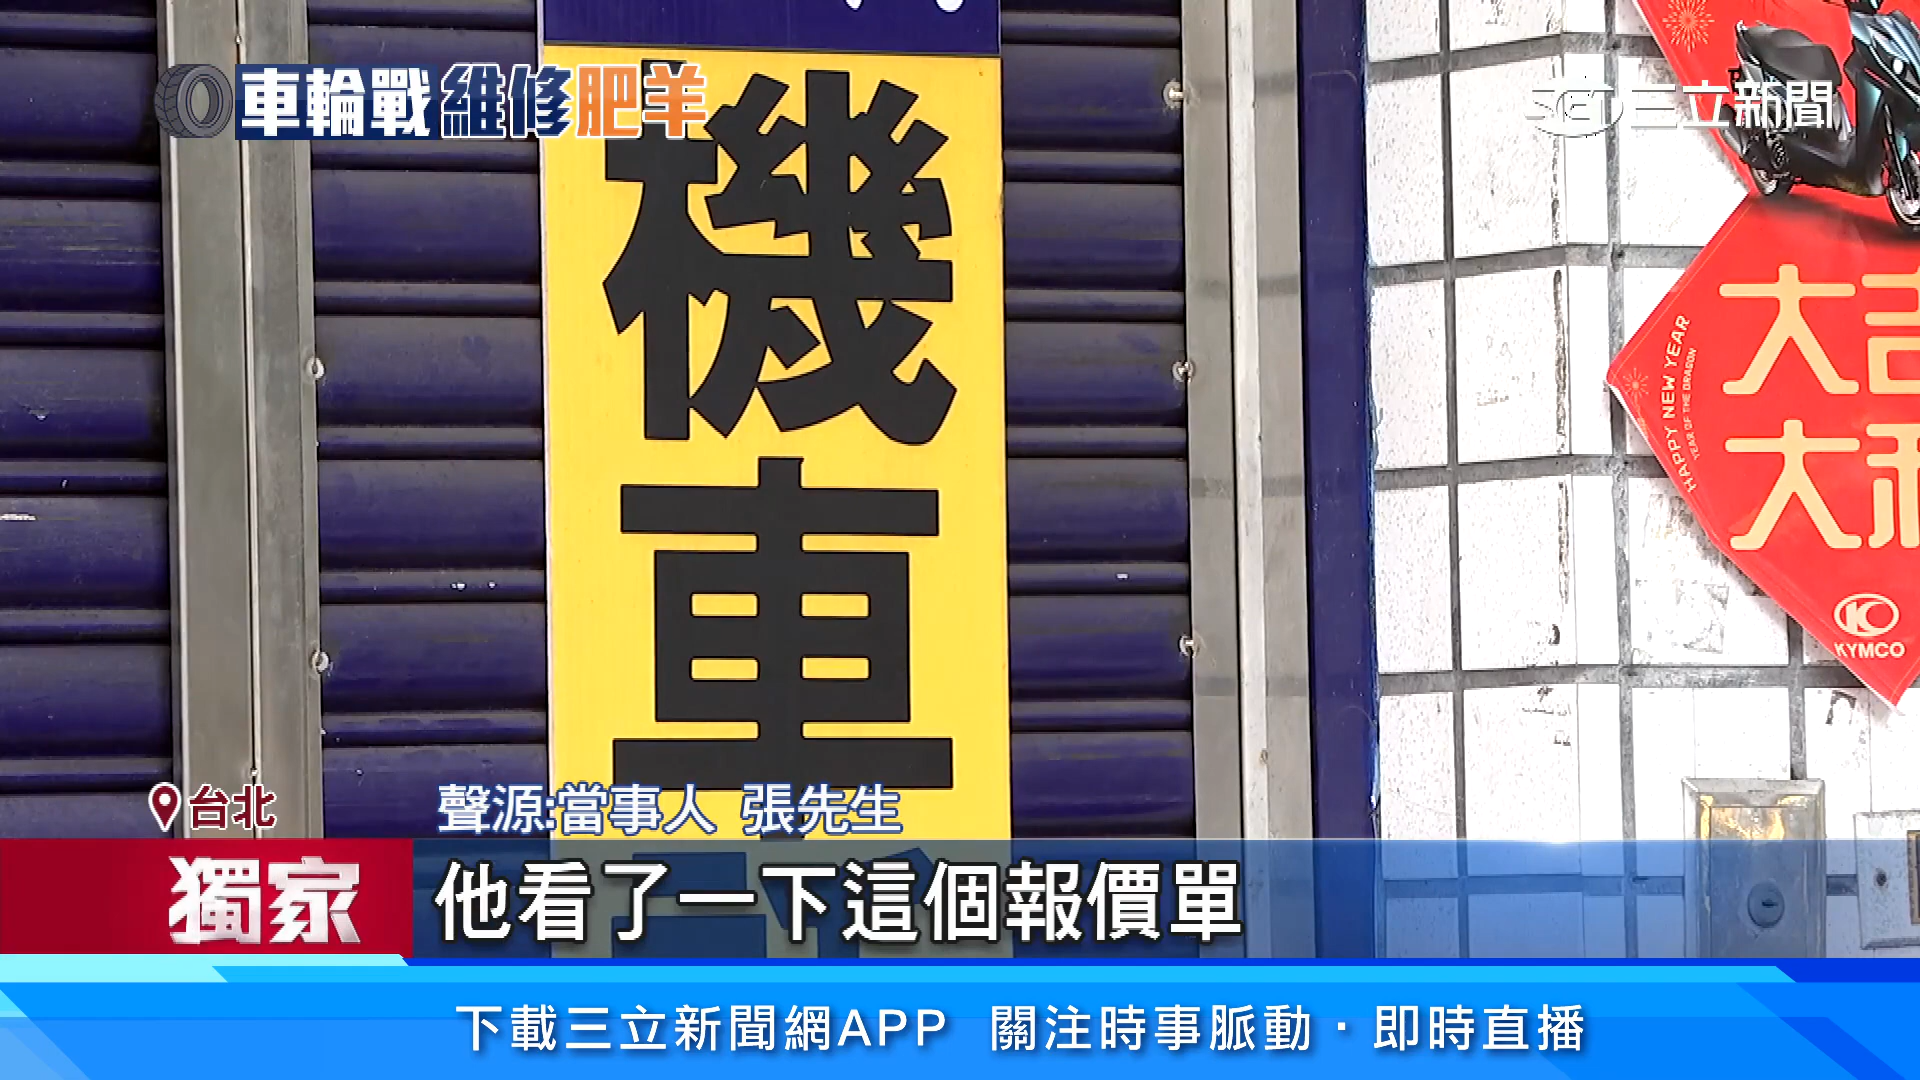 車輪戰維修肥羊
SET三立新聞
機車
大吉
大利
HAPPY NEW YEAR
YEAR OF THE DRAGON
KYMCO
台北
聲源:當事人 張先生
獨家
他看了一下這個報價單
下載三立新聞網APP 關注時事脈動・即時直播